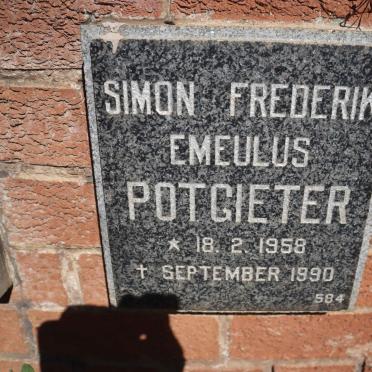 SIMON FREDERIK
EMEULUS
POTGIETER
* 18. 2. 1958
† SEPTEMBER 1990
584